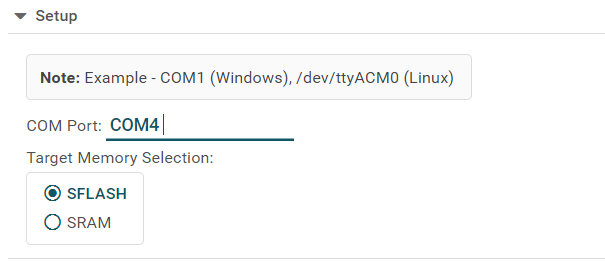 Setup
Note: Example - COM1 (Windows), /dev/ttyACM0 (Linux)
COM Port: COM4
Target Memory Selection:
SFLASH
SRAM